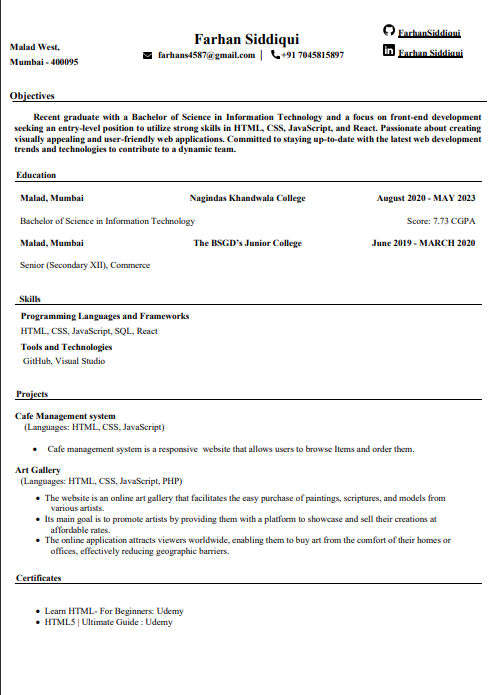 Farhan Siddiqui
Malad West,
Mumbai - 400095
farhans4587@gmail.com | +91 7045815897
FarhanSiddiqui
Farhan Siddiqui
Objectives
Recent graduate with a Bachelor of Science in Information Technology and a focus on front-end development
seeking an entry-level position to utilize strong skills in HTML, CSS, JavaScript, and React. Passionate about creating
visually appealing and user-friendly web applications. Committed to staying up-to-date with the latest web development
trends and technologies to contribute to a dynamic team.
Education
Malad, Mumbai Nagindas Khandwala College August 2020 - MAY 2023
Bachelor of Science in Information Technology Score: 7.73 CGPA
Malad, Mumbai The BSGD's Junior College June 2019 - MARCH 2020
Senior (Secondary XII), Commerce
Skills
Programming Languages and Frameworks
HTML, CSS, JavaScript, SQL, React
Tools and Technologies
GitHub, Visual Studio
Projects
Cafe Management system
(Languages: HTML, CSS, JavaScript)
• Cafe management system is a responsive website that allows users to browse Items and order them.
Art Gallery
(Languages: HTML, CSS, JavaScript, PHP)
• The website is an online art gallery that facilitates the easy purchase of paintings, scriptures, and models from
various artists.
• Its main goal is to promote artists by providing them with a platform to showcase and sell their creations at
affordable rates.
• The online application attracts viewers worldwide, enabling them to buy art from the comfort of their homes or
offices, effectively reducing geographic barriers.
Certificates
• Learn HTML- For Beginners: Udemy
• HTML5 | Ultimate Guide : Udemy